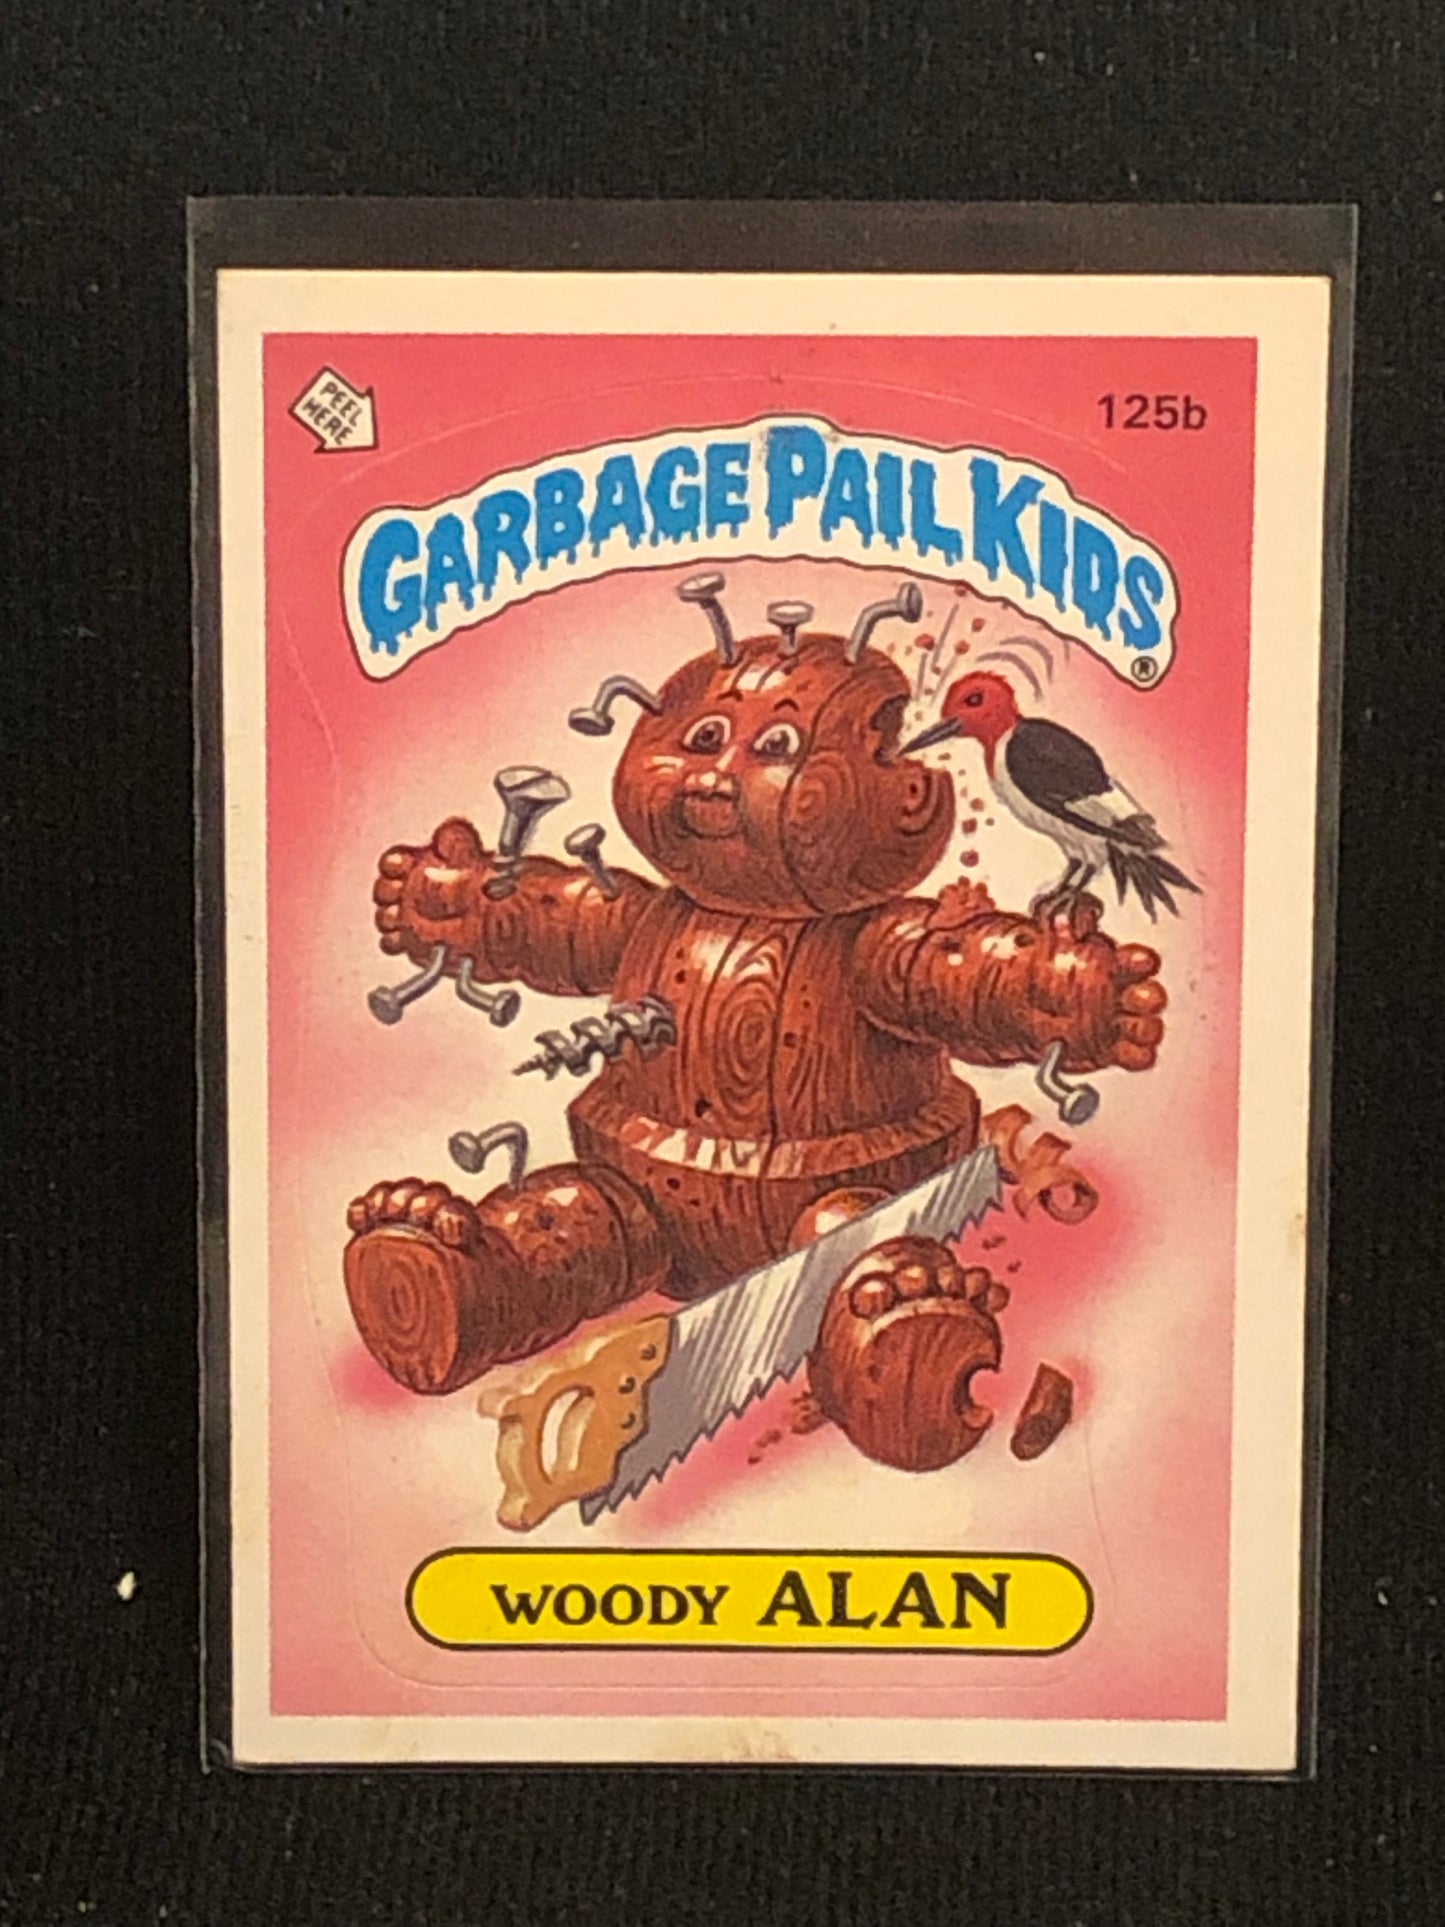 PEEL
HERE
125b
GARBAGE PAIL KIDS
®
WOODY ALAN